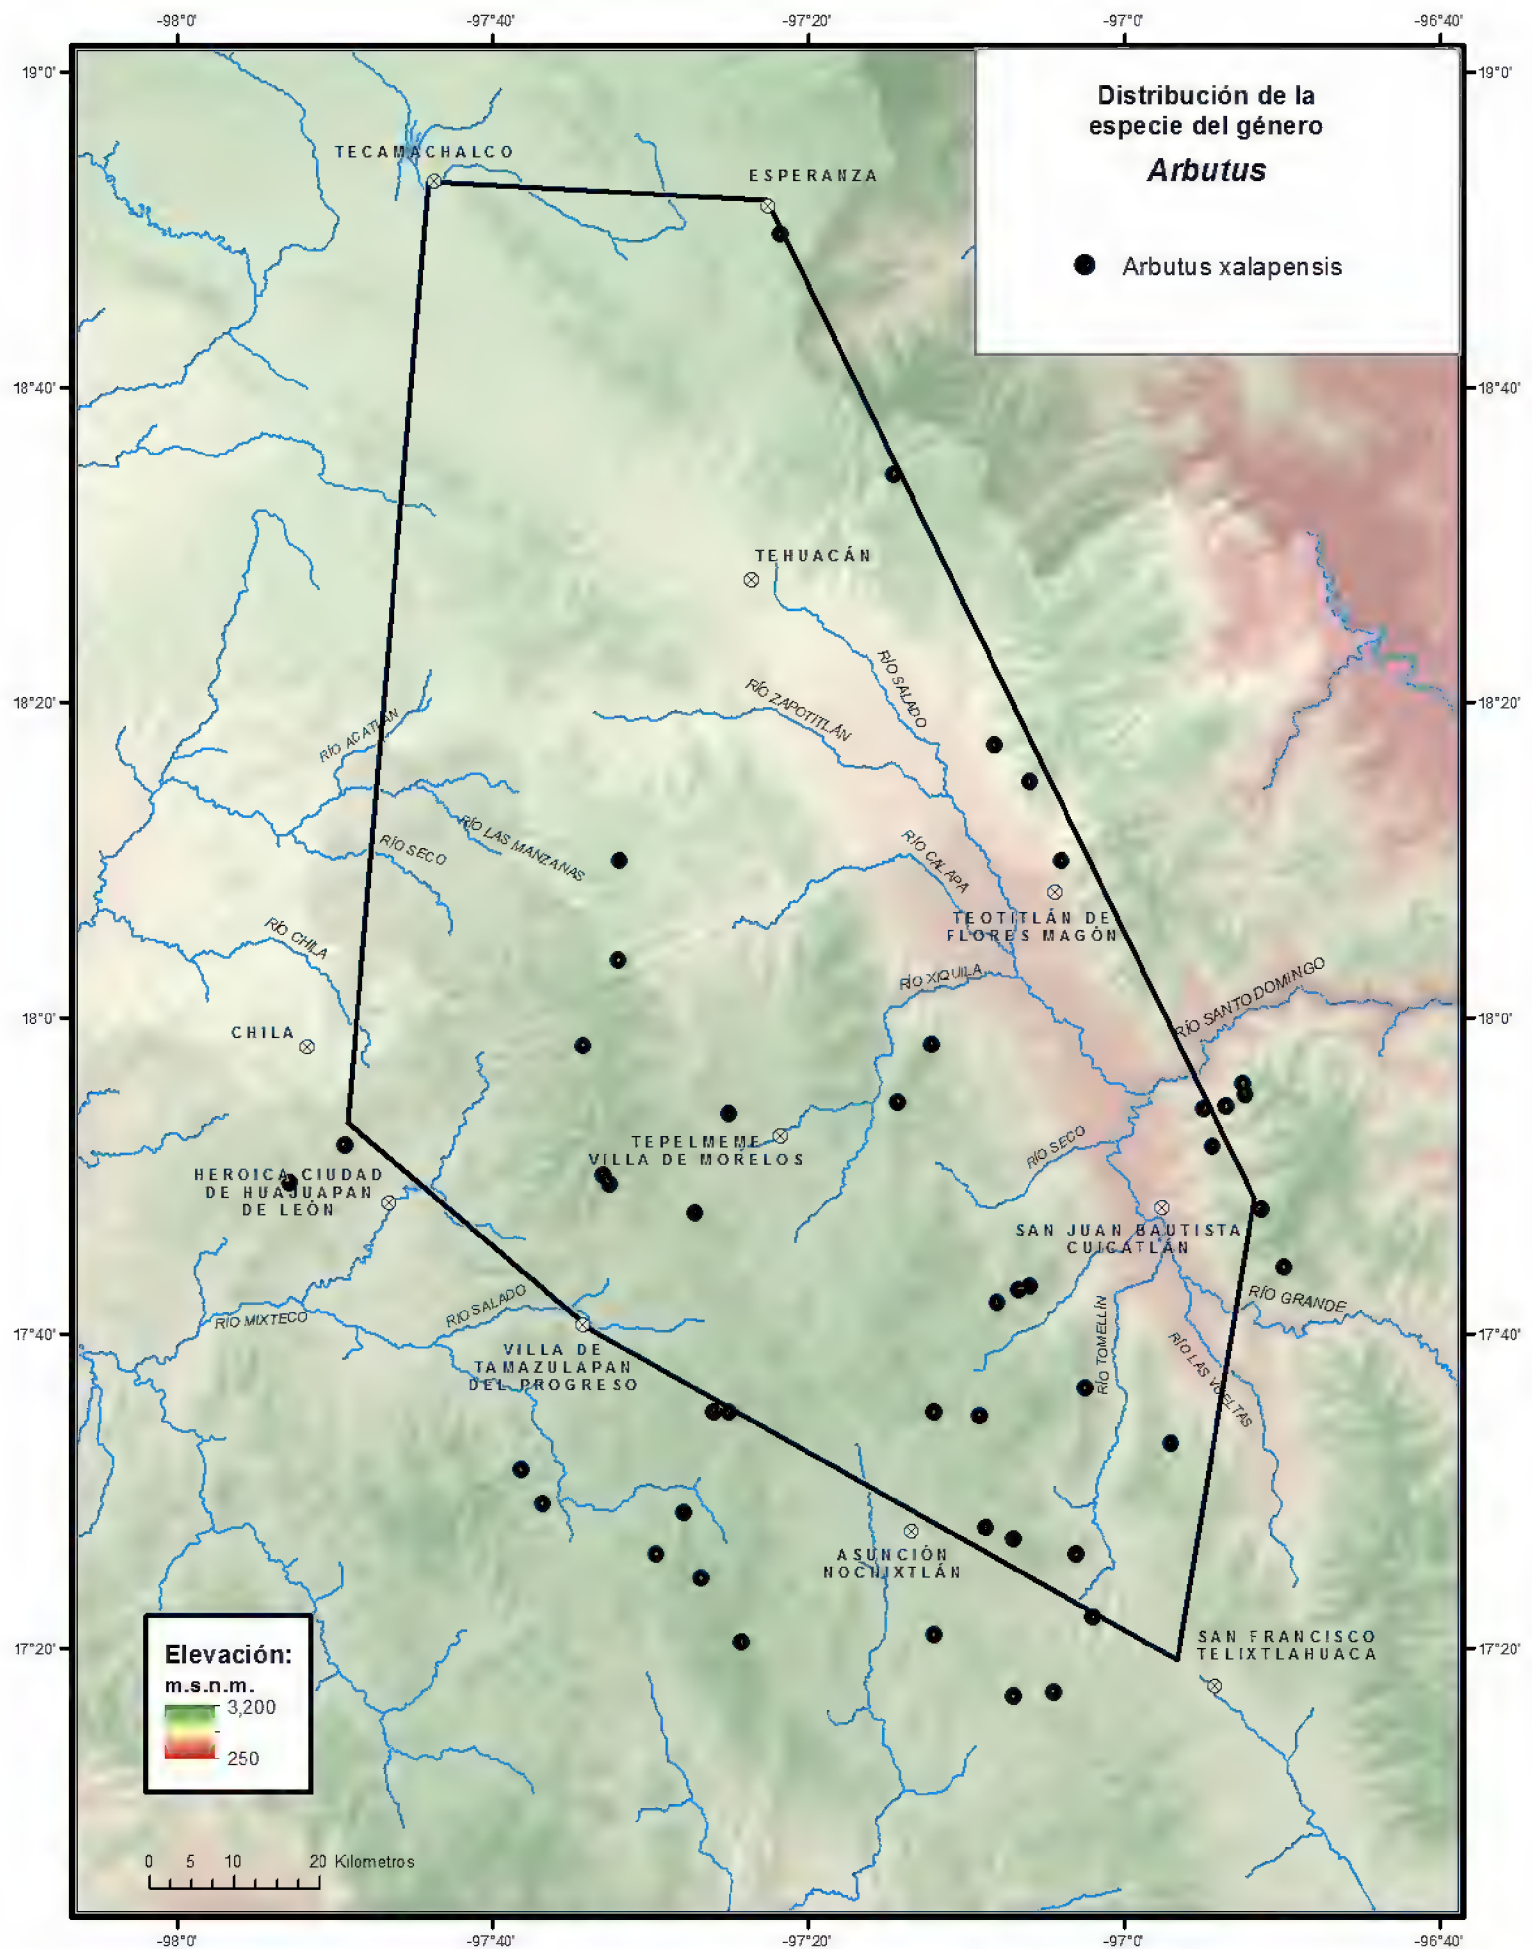 -98°0'
-97°40'
-97°20'
-97°0'
-96°40'
19°0'
19°0'
Distribución de la
especie del género
Arbutus
Arbutus xalapensis
TECAMACHALCO
ESPERANZA
18°40'
18°40'
TEHUACÁN
RÍO SALADO
RÍO ZAPOTITLÁN
18°20'
18°20'
RÍO ACATLÁN
RÍO LAS MANZANAS
RÍO SECO
RÍO CALAPA
TEOTITLÁN DE
FLORES MAGÓN
RÍO CHILA
RÍO XIQUILA
RÍO SANTO DOMINGO
18°0'
18°0'
CHILA
TEPELMEME
VILLA DE MORELOS
RÍO SECO
HEROICA CIUDAD
DE HUAJUAPAN
DE LEÓN
SAN JUAN BAUTISTA
CUICATLÁN
RÍO GRANDE
RÍO SALADO
RÍO MIXTECO
17°40'
17°40'
RÍO TOMELLÍN
RÍO LAS VUELTAS
VILLA DE
TAMAZULAPAN
DEL PROGRESO
ASUNCIÓN
NOCHIXTLÁN
SAN FRANCISCO
TELIXTLAHUACA
17°20'
17°20'
Elevación:
m.s.n.m.
3,200
250
0 5 10 20 Kilometros
-98°0'
-97°40'
-97°20'
-97°0'
-96°40'